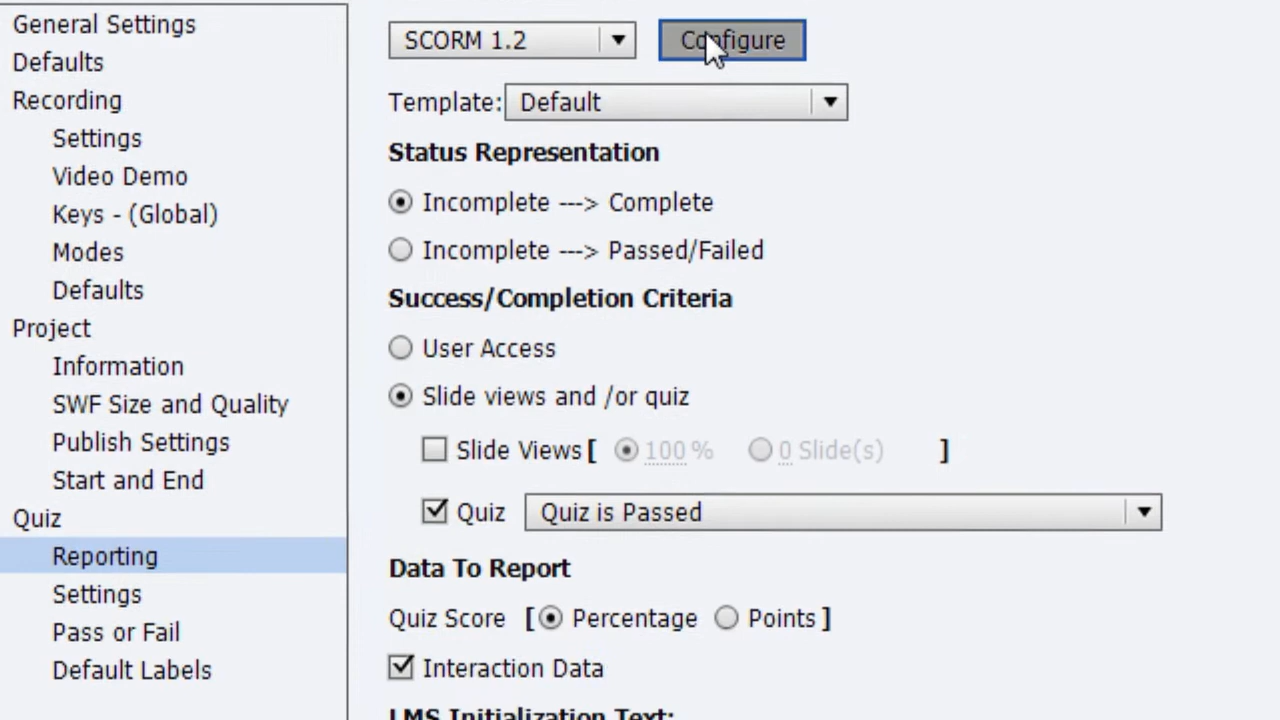 General Settings
Defaults
Recording
Settings
Video Demo
Keys - (Global)
Modes
Defaults
Project
Information
SWF Size and Quality
Publish Settings
Start and End
Quiz
Reporting
Settings
Pass or Fail
Default Labels
SCORM 1.2 Configure
Template: Default
Status Representation
Incomplete ---> Complete
Incomplete ---> Passed/Failed
Success/Completion Criteria
User Access
Slide views and /or quiz
Slide Views [ 100 % 0 Slide(s) ]
Quiz Quiz is Passed
Data To Report
Quiz Score [ Percentage Points ]
Interaction Data
LMS Initialization Text: